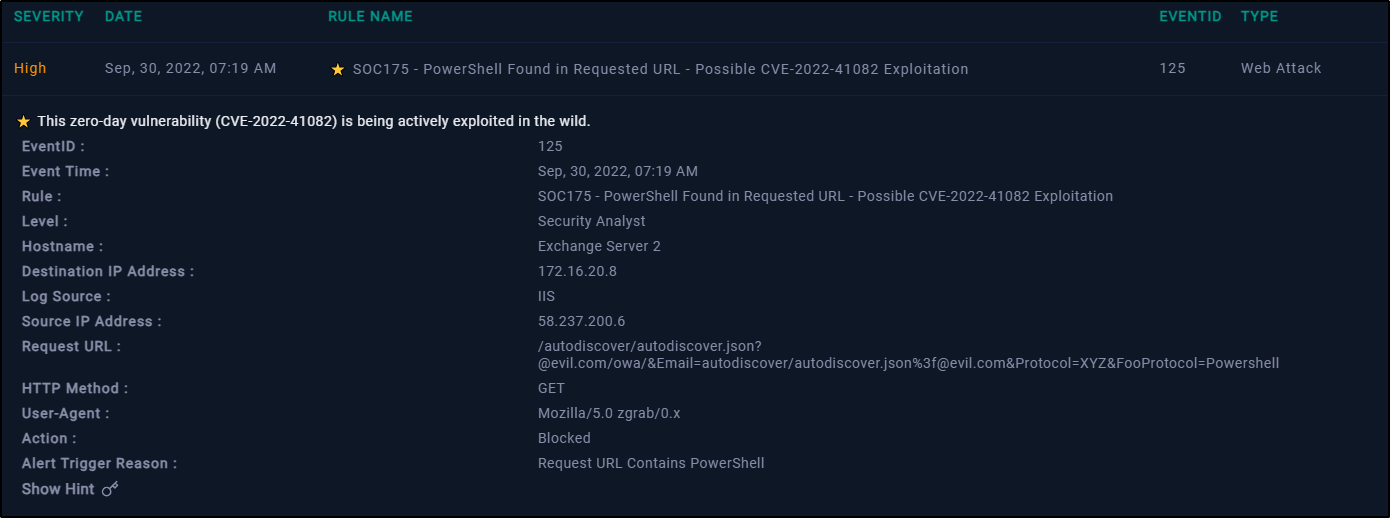 SEVERITY DATE RULE NAME EVENTID TYPE
High Sep, 30, 2022, 07:19 AM SOC175 - PowerShell Found in Requested URL - Possible CVE-2022-41082 Exploitation 125 Web Attack
This zero-day vulnerability (CVE-2022-41082) is being actively exploited in the wild.
EventID : 125
Event Time : Sep, 30, 2022, 07:19 AM
Rule : SOC175 - PowerShell Found in Requested URL - Possible CVE-2022-41082 Exploitation
Level : Security Analyst
Hostname : Exchange Server 2
Destination IP Address : 172.16.20.8
Log Source : IIS
Source IP Address : 58.237.200.6
Request URL : /autodiscover/autodiscover.json?
@evil.com/owa/&Email=autodiscover/autodiscover.json%3f@evil.com&Protocol=XYZ&FooProtocol=Powershell
HTTP Method : GET
User-Agent : Mozilla/5.0 zgrab/0.x
Action : Blocked
Alert Trigger Reason : Request URL Contains PowerShell
Show Hint